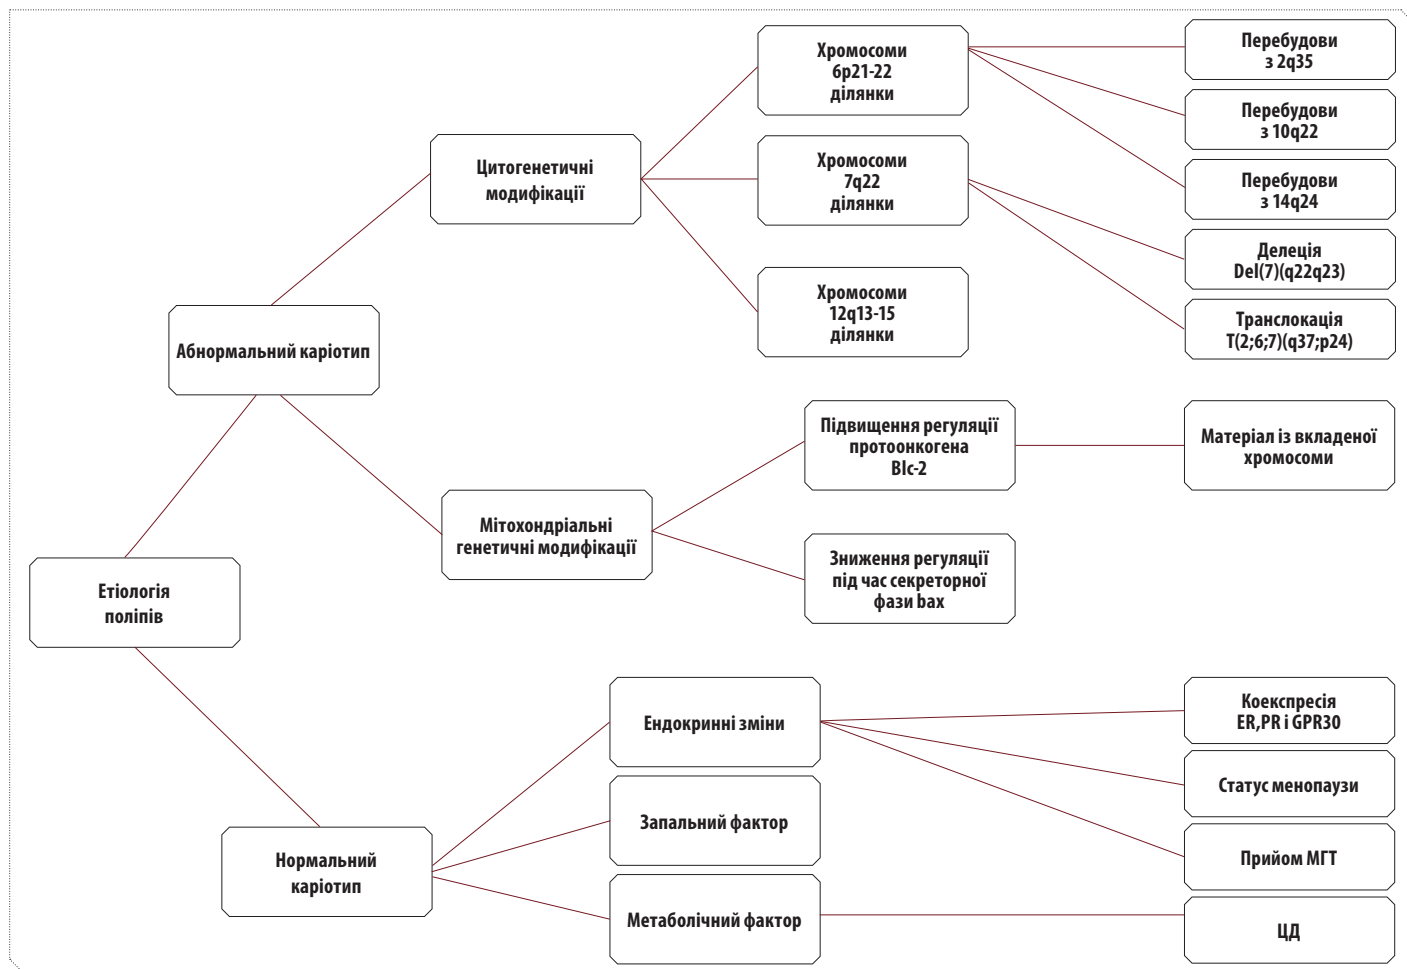 Хромосоми
6р21-22
ділянки
Перебудови
з 2q35
Перебудови
з 10q22
Цитогенетичні
модифікації
Хромосоми
7q22
ділянки
Перебудови
з 14q24
Делеція
Del(7)(q22q23)
Хромосоми
12q13-15
ділянки
Транслокація
T(2;6;7)(q37;p24)
Абнормальний каріотип
Підвищення регуляції
протоонкогена
Blc-2
Матеріал із вкладеної
хромосоми
Мітохондріальні
генетичні модифікації
Зниження регуляції
під час секреторної
фази bax
Етіологія
поліпів
Ендокринні зміни
Коекспресія
ER,PR і GPR30
Статус менопаузи
Запальний фактор
Прийом МГТ
Нормальний
каріотип
Метаболічний фактор
ЦД